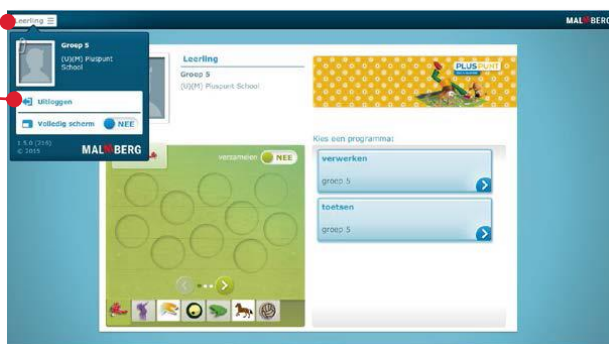 Leerling
MALMBERG
Groep 5
(U)(M) Pluspunt
School
Uitloggen
Volledig scherm NEE
1.5.0 (216)
© 2015 MALMBERG
Leerling
Groep 5
(U)(M) Pluspunt School
PLUSPUNT
verzamelen NEE
Kies een programma:
verwerken
groep 5
toetsen
groep 5